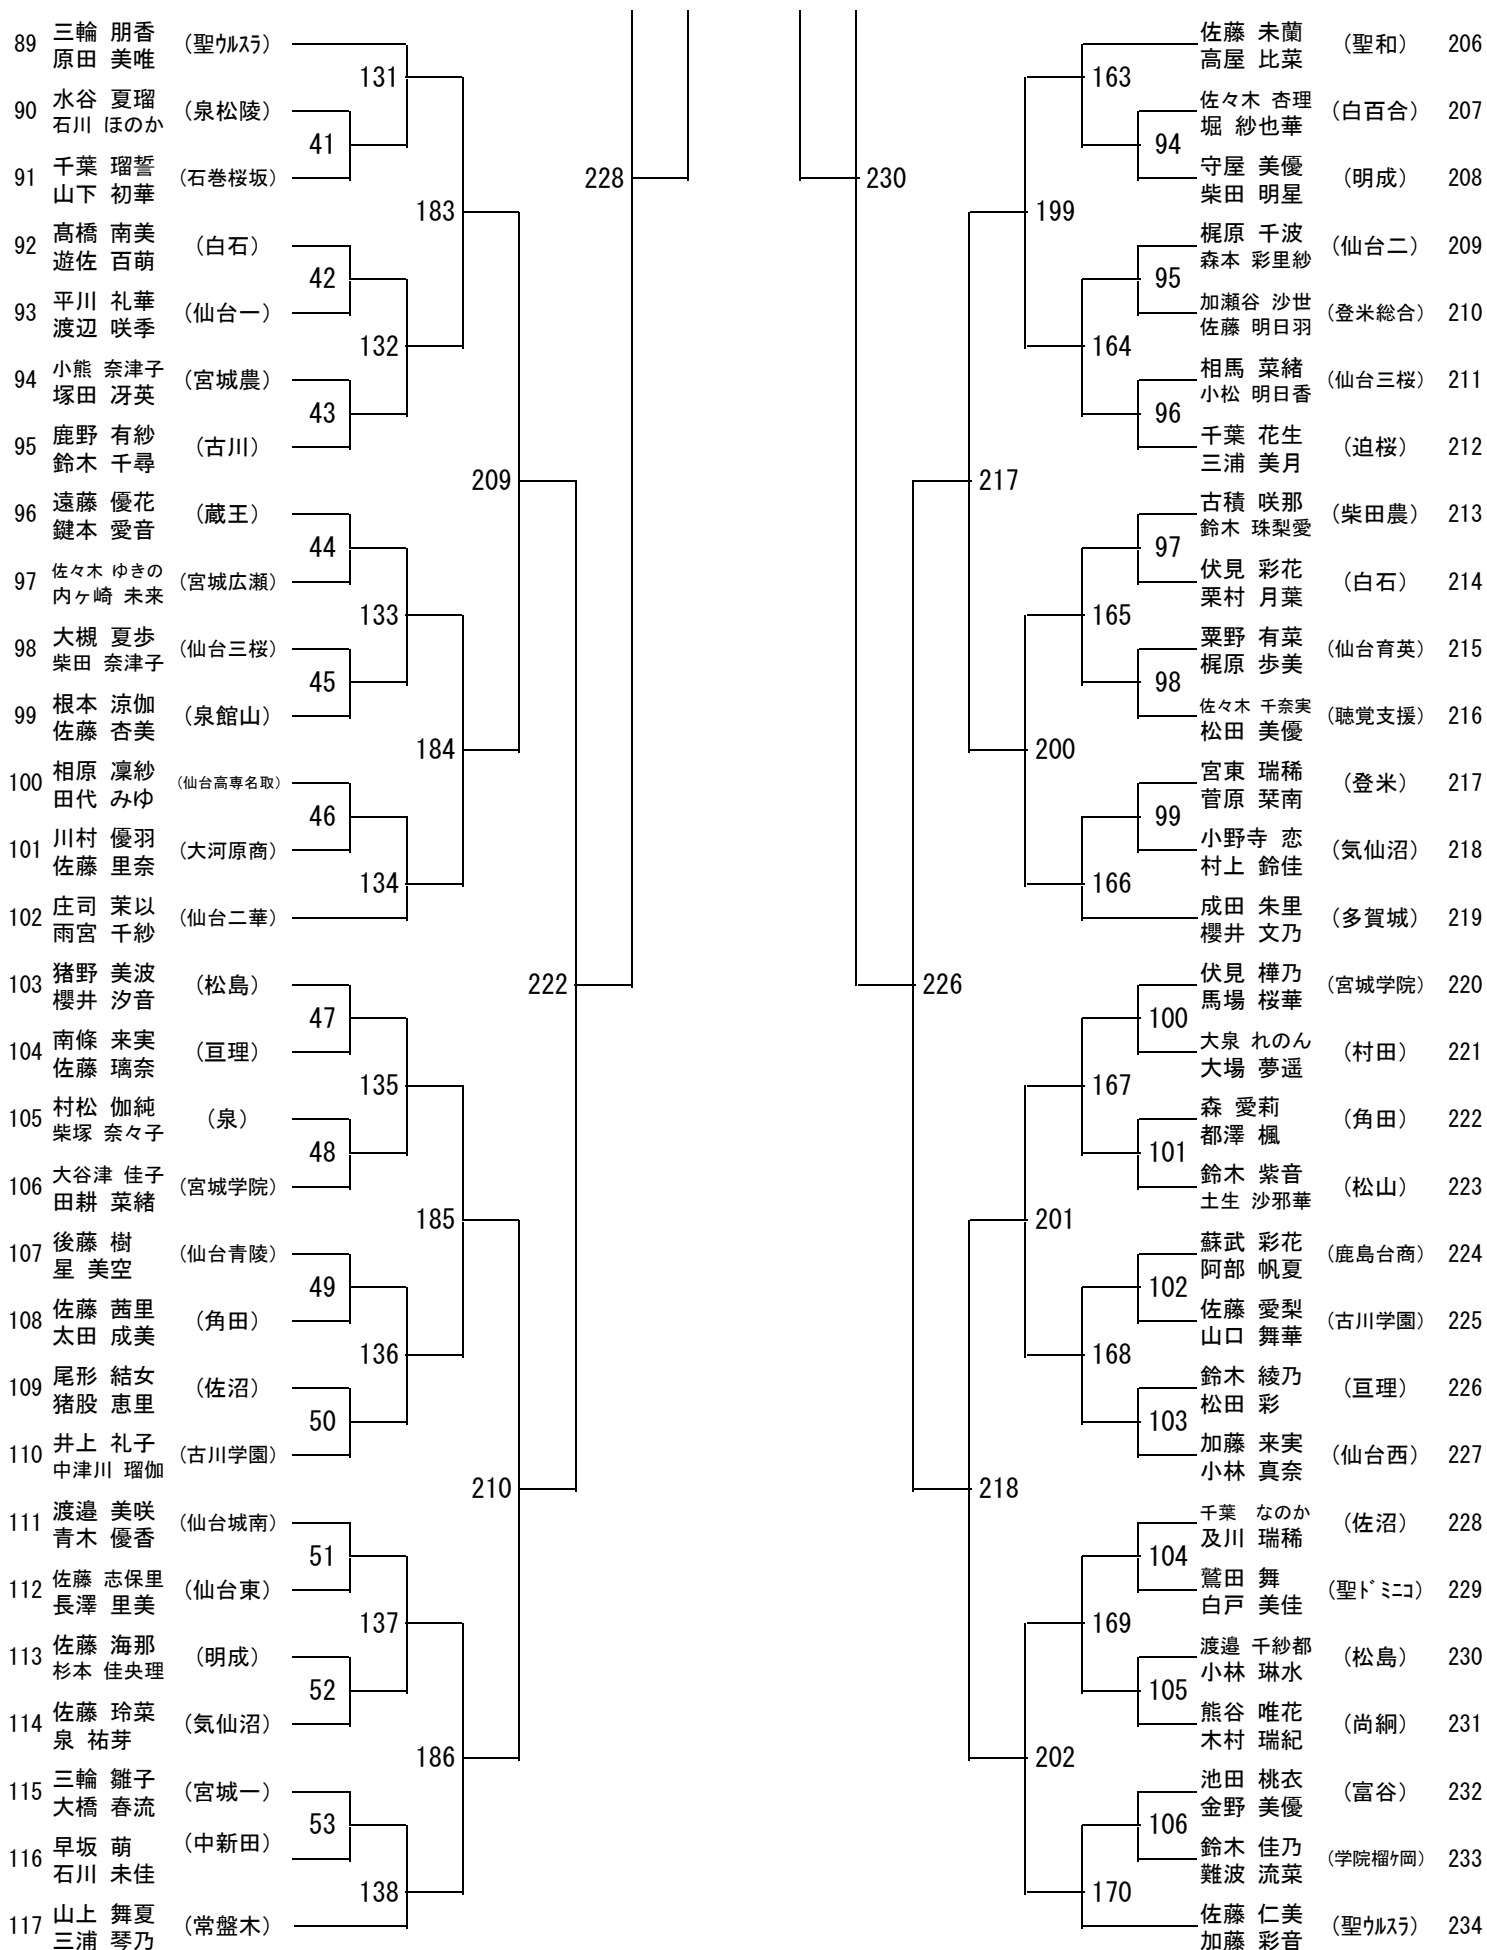 89 三輪 朋香 原田 美唯 (聖ｳﾙｽﾗ)
90 水谷 夏瑠 石川 ほのか (泉松陵)
91 千葉 瑠誓 山下 初華 (石巻桜坂)
92 髙橋 南美 遊佐 百萌 (白石)
93 平川 礼華 渡辺 咲季 (仙台一)
94 小熊 奈津子 塚田 冴英 (宮城農)
95 鹿野 有紗 鈴木 千尋 (古川)
96 遠藤 優花 鍵本 愛音 (蔵王)
97 佐々木 ゆきの 内ヶ崎 未来 (宮城広瀬)
98 大槻 夏歩 柴田 奈津子 (仙台三桜)
99 根本 涼伽 佐藤 杏美 (泉館山)
100 相原 凜紗 田代 みゆ (仙台高専名取)
101 川村 優羽 佐藤 里奈 (大河原商)
102 庄司 茉以 雨宮 千紗 (仙台二華)
103 猪野 美波 櫻井 汐音 (松島)
104 南條 来実 佐藤 璃奈 (亘理)
105 村松 伽純 柴塚 奈々子 (泉)
106 大谷津 佳子 田耕 菜緒 (宮城学院)
107 後藤 樹 星 美空 (仙台青陵)
108 佐藤 茜里 太田 成美 (角田)
109 尾形 結女 猪股 恵里 (佐沼)
110 井上 礼子 中津川 瑠伽 (古川学園)
111 渡邉 美咲 青木 優香 (仙台城南)
112 佐藤 志保里 長澤 里美 (仙台東)
113 佐藤 海那 杉本 佳央理 (明成)
114 佐藤 玲菜 泉 祐芽 (気仙沼)
115 三輪 雛子 大橋 春流 (宮城一)
116 早坂 萌 石川 未佳 (中新田)
117 山上 舞夏 三浦 琴乃 (常盤木)
41
42
43
44
45
46
47
48
49
50
51
52
53
131
132
133
134
135
136
137
138
183
184
185
186
209
210
222
228
230
226
217
218
199
200
201
202
163
164
165
166
167
168
169
170
94
95
96
97
98
99
100
101
102
103
104
105
106
佐藤 未蘭 高屋 比菜 (聖和) 206
佐々木 杏理 堀 紗也華 (白百合) 207
守屋 美優 柴田 明星 (明成) 208
梶原 千波 森本 彩里紗 (仙台二) 209
加瀬谷 沙世 佐藤 明日羽 (登米総合) 210
相馬 菜緒 小松 明日香 (仙台三桜) 211
千葉 花生 三浦 美月 (迫桜) 212
古積 咲那 鈴木 珠梨愛 (柴田農) 213
伏見 彩花 栗村 月葉 (白石) 214
粟野 有菜 梶原 歩美 (仙台育英) 215
佐々木 千奈実 松田 美優 (聴覚支援) 216
宮東 瑞稀 菅原 栞南 (登米) 217
小野寺 恋 村上 鈴佳 (気仙沼) 218
成田 朱里 櫻井 文乃 (多賀城) 219
伏見 樺乃 馬場 桜華 (宮城学院) 220
大泉 れのん 大場 夢遥 (村田) 221
森 愛莉 都澤 楓 (角田) 222
鈴木 紫音 土生 沙邪華 (松山) 223
蘇武 彩花 阿部 帆夏 (鹿島台商) 224
佐藤 愛梨 山口 舞華 (古川学園) 225
鈴木 綾乃 松田 彩 (亘理) 226
加藤 来実 小林 真奈 (仙台西) 227
千葉 なのか 及川 瑞稀 (佐沼) 228
鷲田 舞 白戸 美佳 (聖ﾄﾞﾐﾆｺ) 229
渡邉 千紗都 小林 琳水 (松島) 230
熊谷 唯花 木村 瑞紀 (尚絅) 231
池田 桃衣 金野 美優 (富谷) 232
鈴木 佳乃 難波 流菜 (学院榴ｹ岡) 233
佐藤 仁美 加藤 彩音 (聖ｳﾙｽﾗ) 234